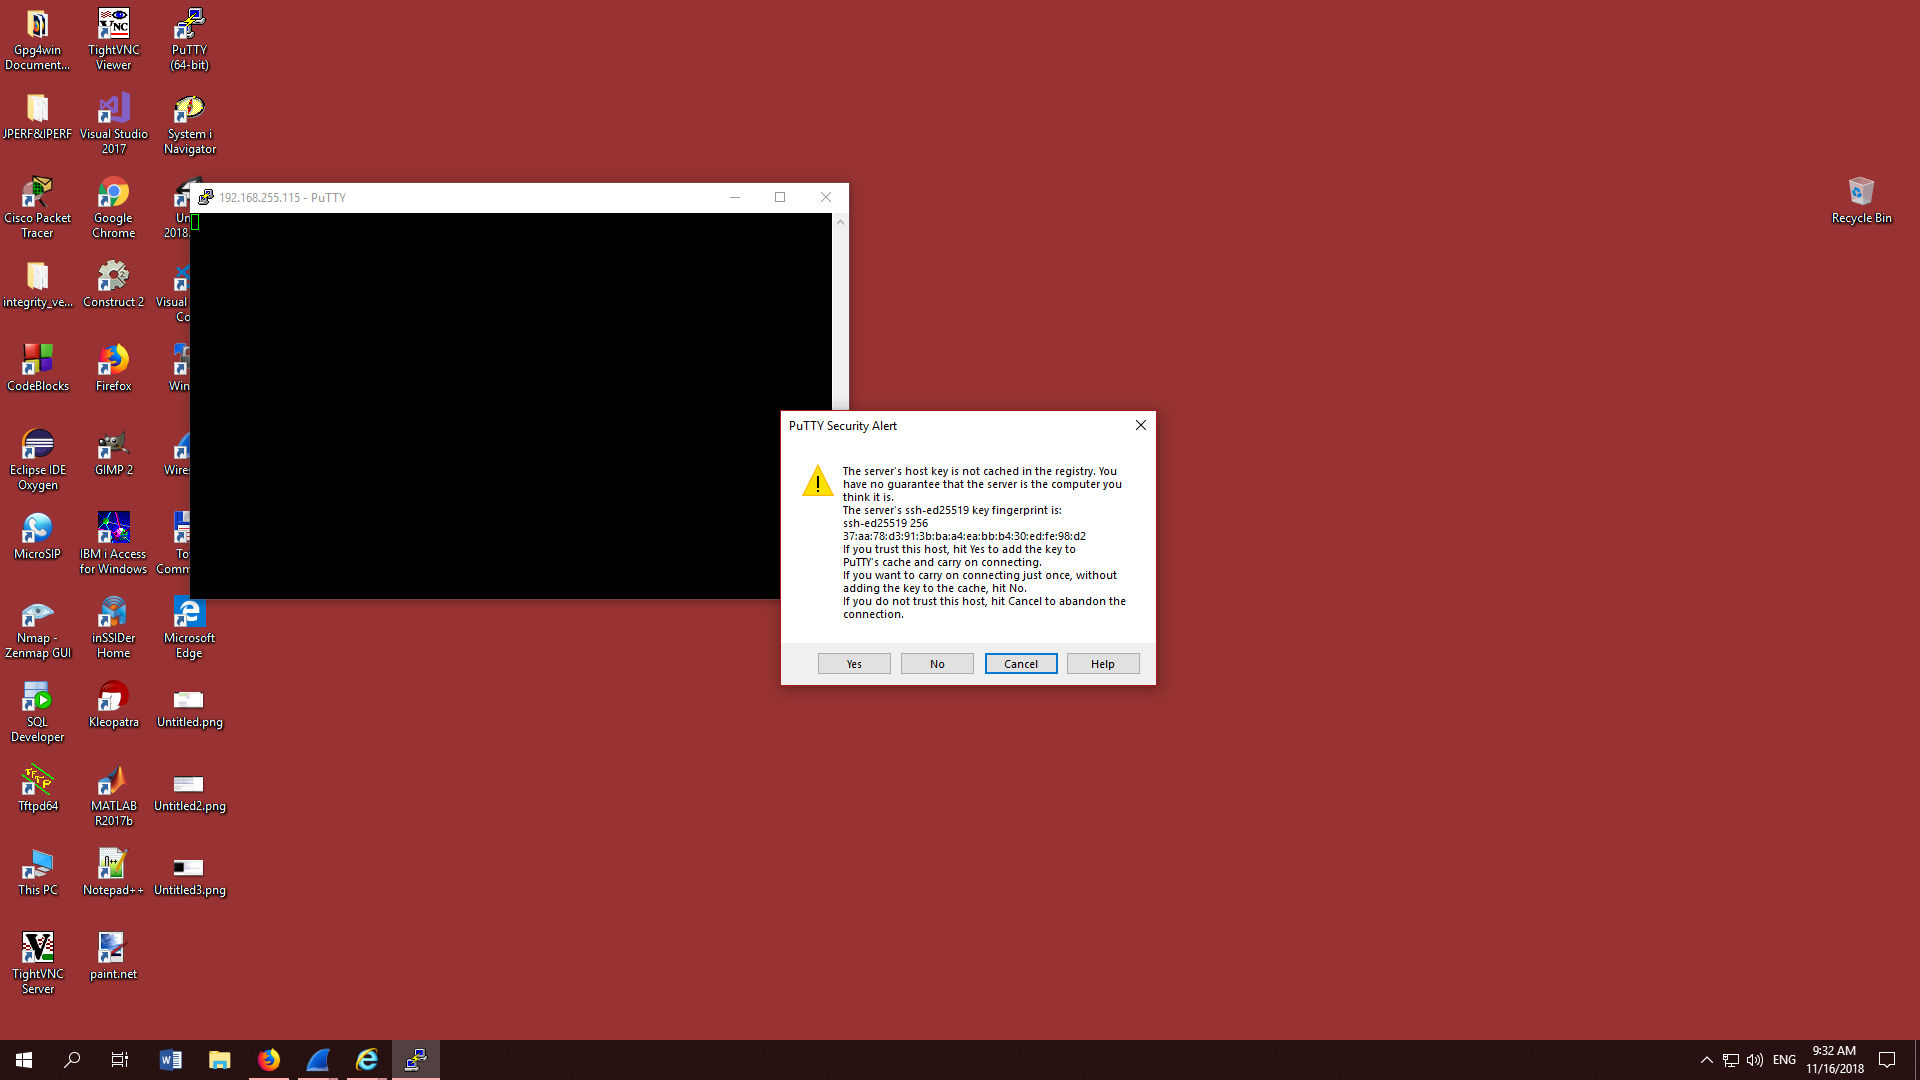 Gpg4win
Document...
TightVNC
Viewer
PuTTY
(64-bit)
JPERF&IPERF
Visual Studio
2017
System i
Navigator
Cisco Packet
Tracer
Google
Chrome
Un
2018.
integrity_ve...
Construct 2
Visual
Co
CodeBlocks
Firefox
Win
Eclipse IDE
Oxygen
GIMP 2
Wires
MicroSIP
IBM i Access
for Windows
To
Comm
Nmap -
Zenmap GUI
inSSIDer
Home
Microsoft
Edge
SQL
Developer
Kleopatra
Untitled.png
Tftpd64
MATLAB
R2017b
Untitled2.png
This PC
Notepad++
Untitled3.png
TightVNC
Server
paint.net
Recycle Bin
192.168.255.115 - PuTTY
PuTTY Security Alert
The server's host key is not cached in the registry. You
have no guarantee that the server is the computer you
think it is.
The server's ssh-ed25519 key fingerprint is:
ssh-ed25519 256
37:aa:78:d3:91:3b:ba:a4:ea:bb:b4:30:ed:fe:98:d2
If you trust this host, hit Yes to add the key to
PuTTY's cache and carry on connecting.
If you want to carry on connecting just once, without
adding the key to the cache, hit No.
If you do not trust this host, hit Cancel to abandon the
connection.
Yes
No
Cancel
Help
ENG
9:32 AM
11/16/2018